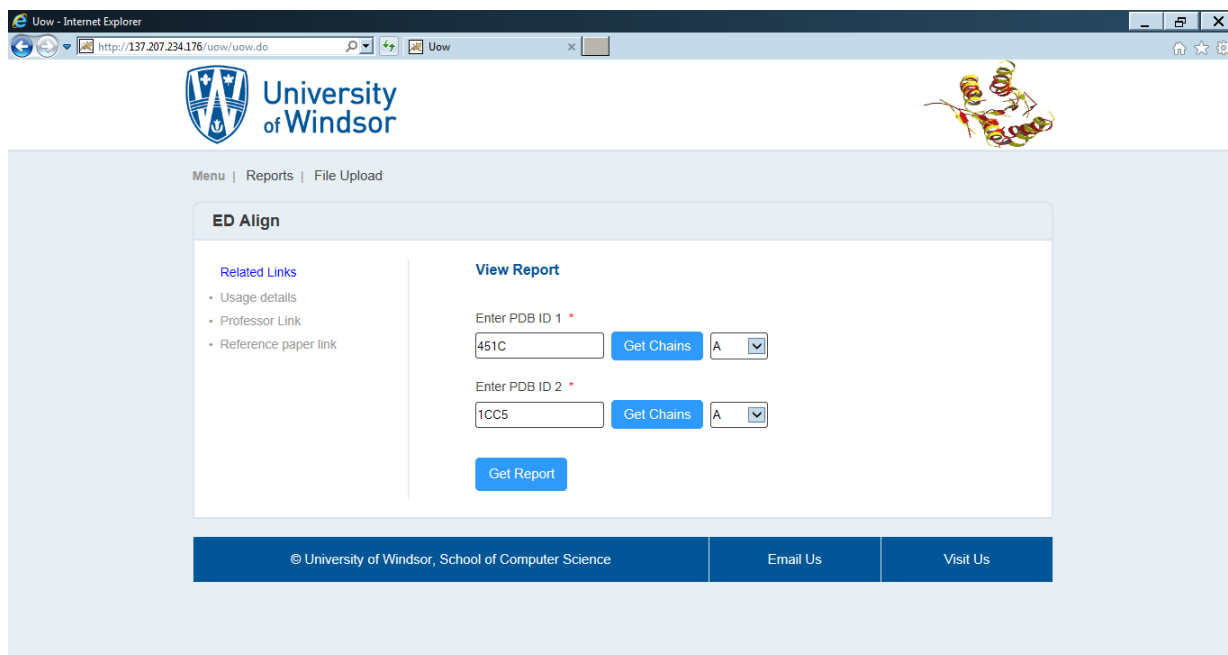 Uow - Internet Explorer
http://137.207.234.176/uow/uow.do
Uow
University
of Windsor
Menu | Reports | File Upload
ED Align
Related Links
• Usage details
• Professor Link
• Reference paper link
View Report
Enter PDB ID 1 *
451C Get Chains A
Enter PDB ID 2 *
1CC5 Get Chains A
Get Report
© University of Windsor, School of Computer Science Email Us Visit Us